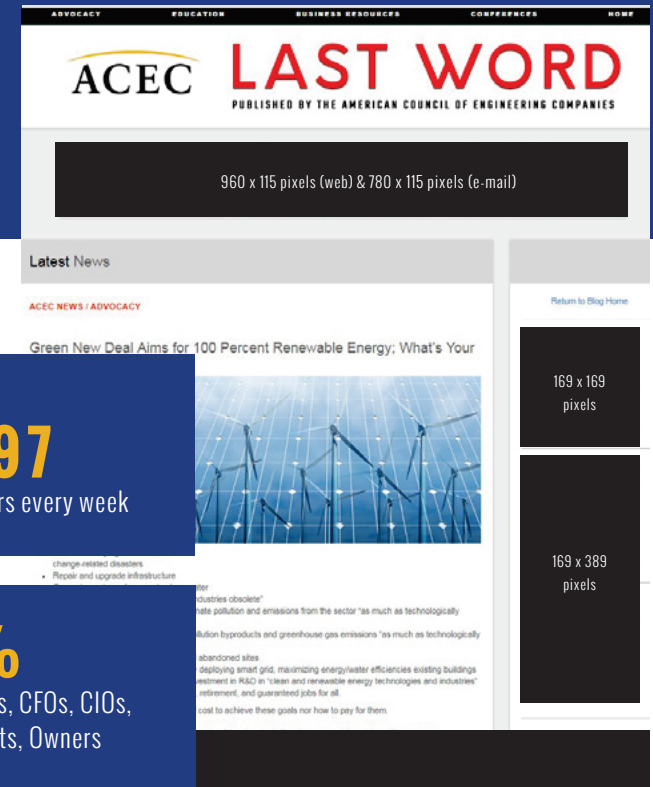 ADVOCACY EDUCATION BUSINESS RESOURCES CONFERENCES HOME
ACEC LAST WORD
PUBLISHED BY THE AMERICAN COUNCIL OF ENGINEERING COMPANIES
960 x 115 pixels (web) & 780 x 115 pixels (e-mail)
Latest News
Return to Blog Home
ACEC NEWS / ADVOCACY
Green New Deal Aims for 100 Percent Renewable Energy; What's Your
169 x 169
pixels
97
rs every week
169 x 389
pixels
change-related disasters
Repair and upgrade infrastructure
ater
dustries obsolete"
nate pollution and emissions from the sector "as much as technologically
llution byproducts and greenhouse gas emissions "as much as technologically
abandoned sites
deploying smart grid, maximizing energy/water efficiencies existing buildings
vestment in R&D in "clean and renewable energy technologies and industries"
retirement, and guaranteed jobs for all.
cost to achieve these goals nor how to pay for them.
%
s, CFOs, CIOs,
ts, Owners